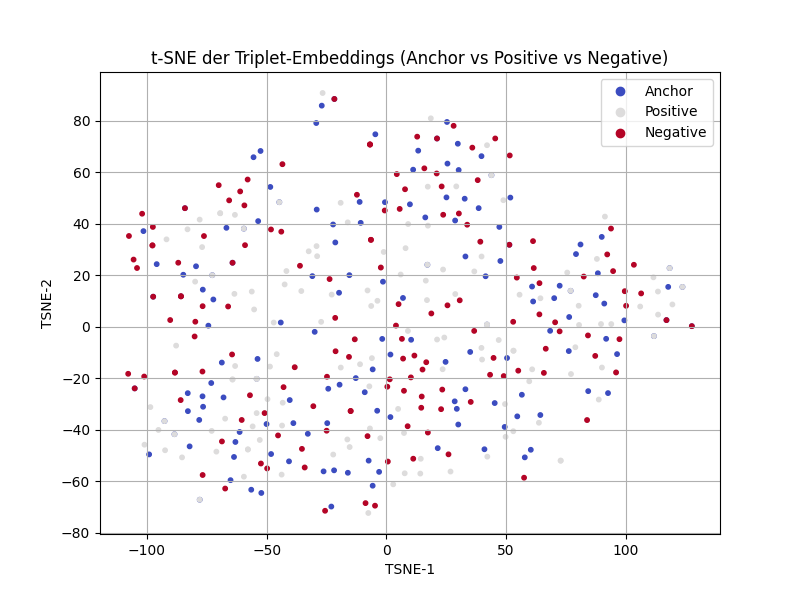 t-SNE der Triplet-Embeddings (Anchor vs Positive vs Negative)
Anchor
Positive
Negative
80
60
40
20
0
−20
−40
−60
−80
TSNE-2
−100
−50
0
50
100
TSNE-1